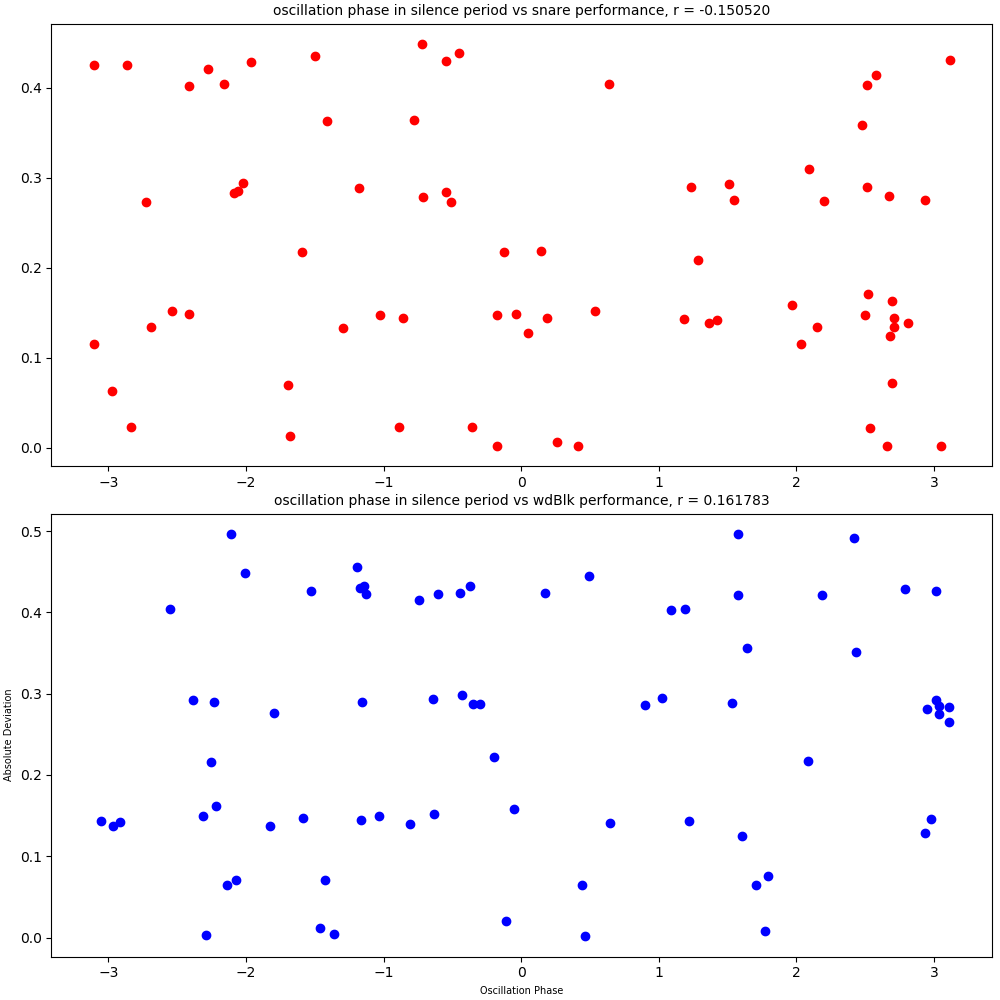 oscillation phase in silence period vs snare performance, r = -0.150520
0.4
0.3
0.2
0.1
0.0
−3 −2 −1 0 1 2 3
oscillation phase in silence period vs wdBlk performance, r = 0.161783
0.5
0.4
0.3
0.2
0.1
0.0
Absolute Deviation
−3 −2 −1 0 1 2 3
Oscillation Phase